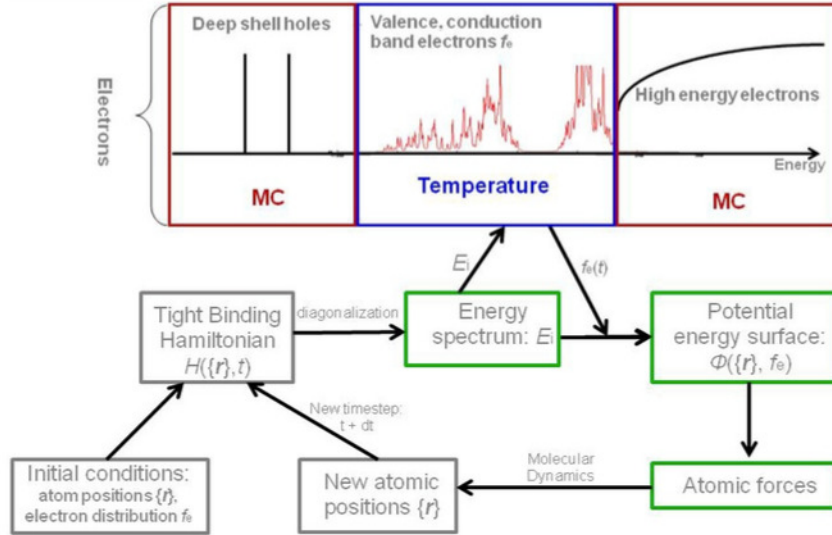 Electrons
Deep shell holes
MC
Valence, conduction
band electrons fe
Temperature
High energy electrons
Energy
MC
Ei
fe(t)
Tight Binding
Hamiltonian
H({r},t)
diagonalization
Energy
spectrum: Ei
Potential
energy surface:
Φ({r}, fe)
New timestep:
t + dt
Initial conditions:
atom positions {r},
electron distribution fe
New atomic
positions {r}
Molecular
Dynamics
Atomic forces